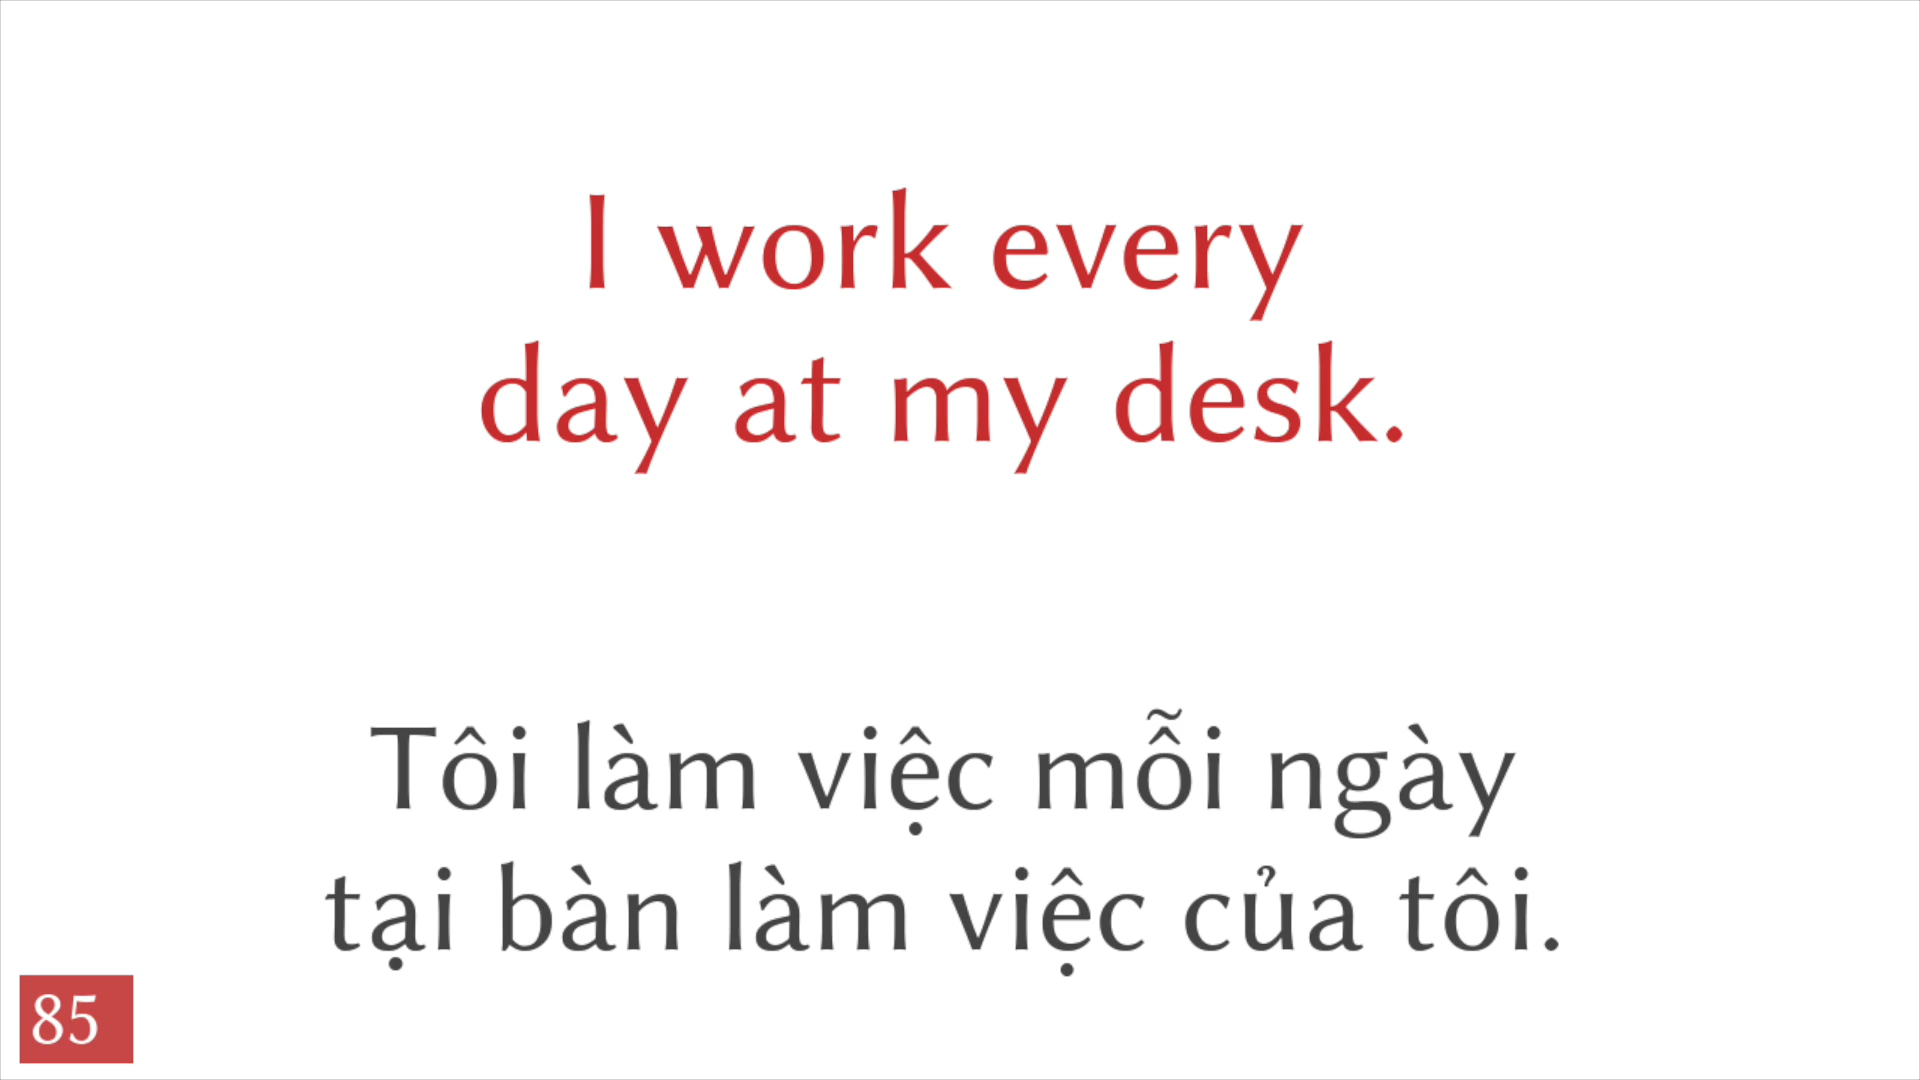 I work every
day at my desk.
Tôi làm việc mỗi ngày
tại bàn làm việc của tôi.
85